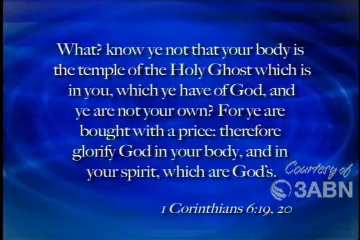 What? know ye not that your body is
the temple of the Holy Ghost which is
in you, which ye have of God, and
ye are not your own? For ye are
bought with a price: therefore
glorify God in your body, and in
your spirit, which are God's.
Courtesy of
3ABN
1 Corinthians 6:19, 20